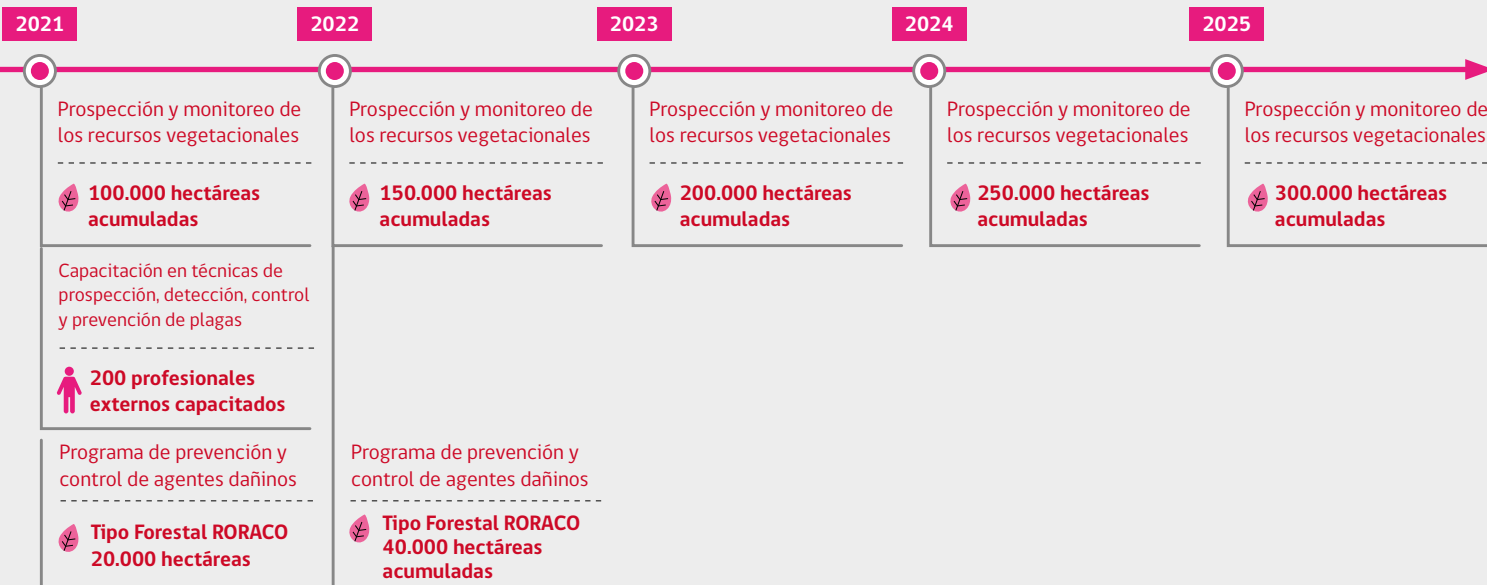 2021
2022
2023
2024
2025
Prospección y monitoreo de
los recursos vegetacionales
100.000 hectáreas
acumuladas
Prospección y monitoreo de
los recursos vegetacionales
150.000 hectáreas
acumuladas
Prospección y monitoreo de
los recursos vegetacionales
200.000 hectáreas
acumuladas
Prospección y monitoreo de
los recursos vegetacionales
250.000 hectáreas
acumuladas
Prospección y monitoreo de
los recursos vegetacionales
300.000 hectáreas
acumuladas
Capacitación en técnicas de
prospección, detección, control
y prevención de plagas
200 profesionales
externos capacitados
Programa de prevención y
control de agentes dañinos
Tipo Forestal RORACO
20.000 hectáreas
Programa de prevención y
control de agentes dañinos
Tipo Forestal RORACO
40.000 hectáreas
acumuladas